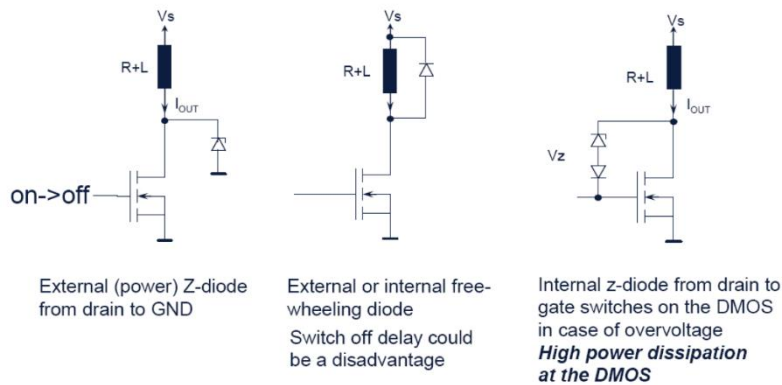 Vs
R+L
IOUT
on->off
External (power) Z-diode
from drain to GND
Vs
R+L
External or internal free-
wheeling diode
Switch off delay could
be a disadvantage
Vs
R+L
IOUT
Vz
Internal z-diode from drain to
gate switches on the DMOS
in case of overvoltage
High power dissipation
at the DMOS